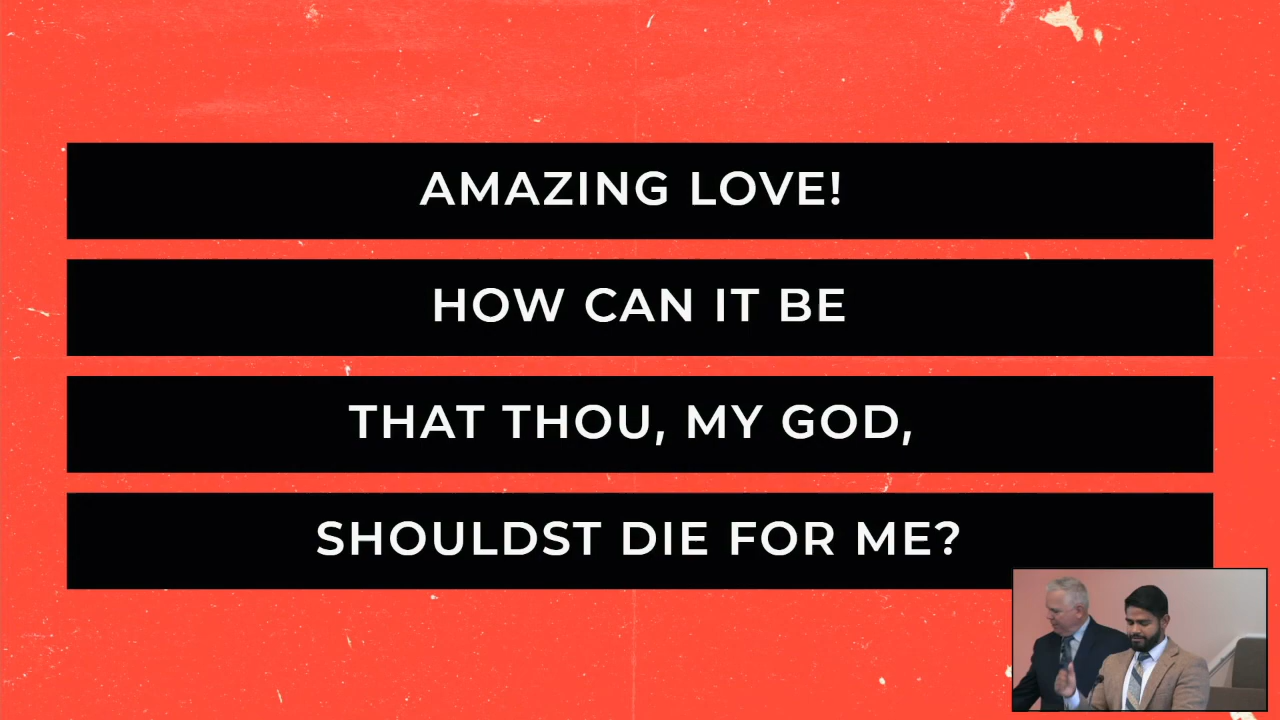 AMAZING LOVE!
HOW CAN IT BE
THAT THOU, MY GOD,
SHOULDST DIE FOR ME?